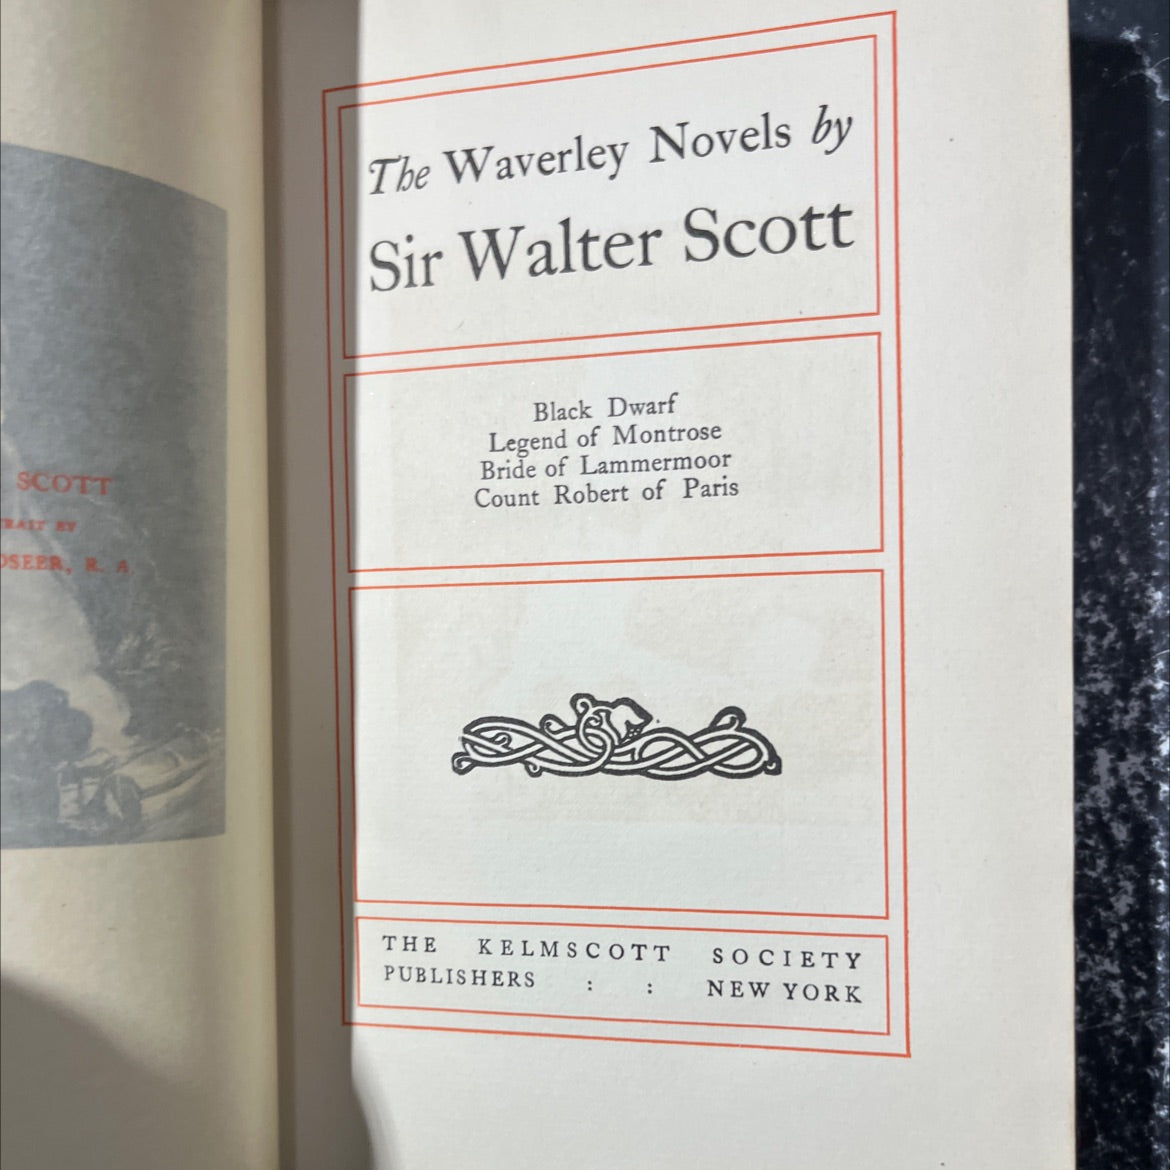 SCOTT
BY
R. A.
The Waverley Novels by
Sir Walter Scott
Black Dwarf
Legend of Montrose
Bride of Lammermoor
Count Robert of Paris
THE KELMSCOTT SOCIETY
PUBLISHERS : : NEW YORK